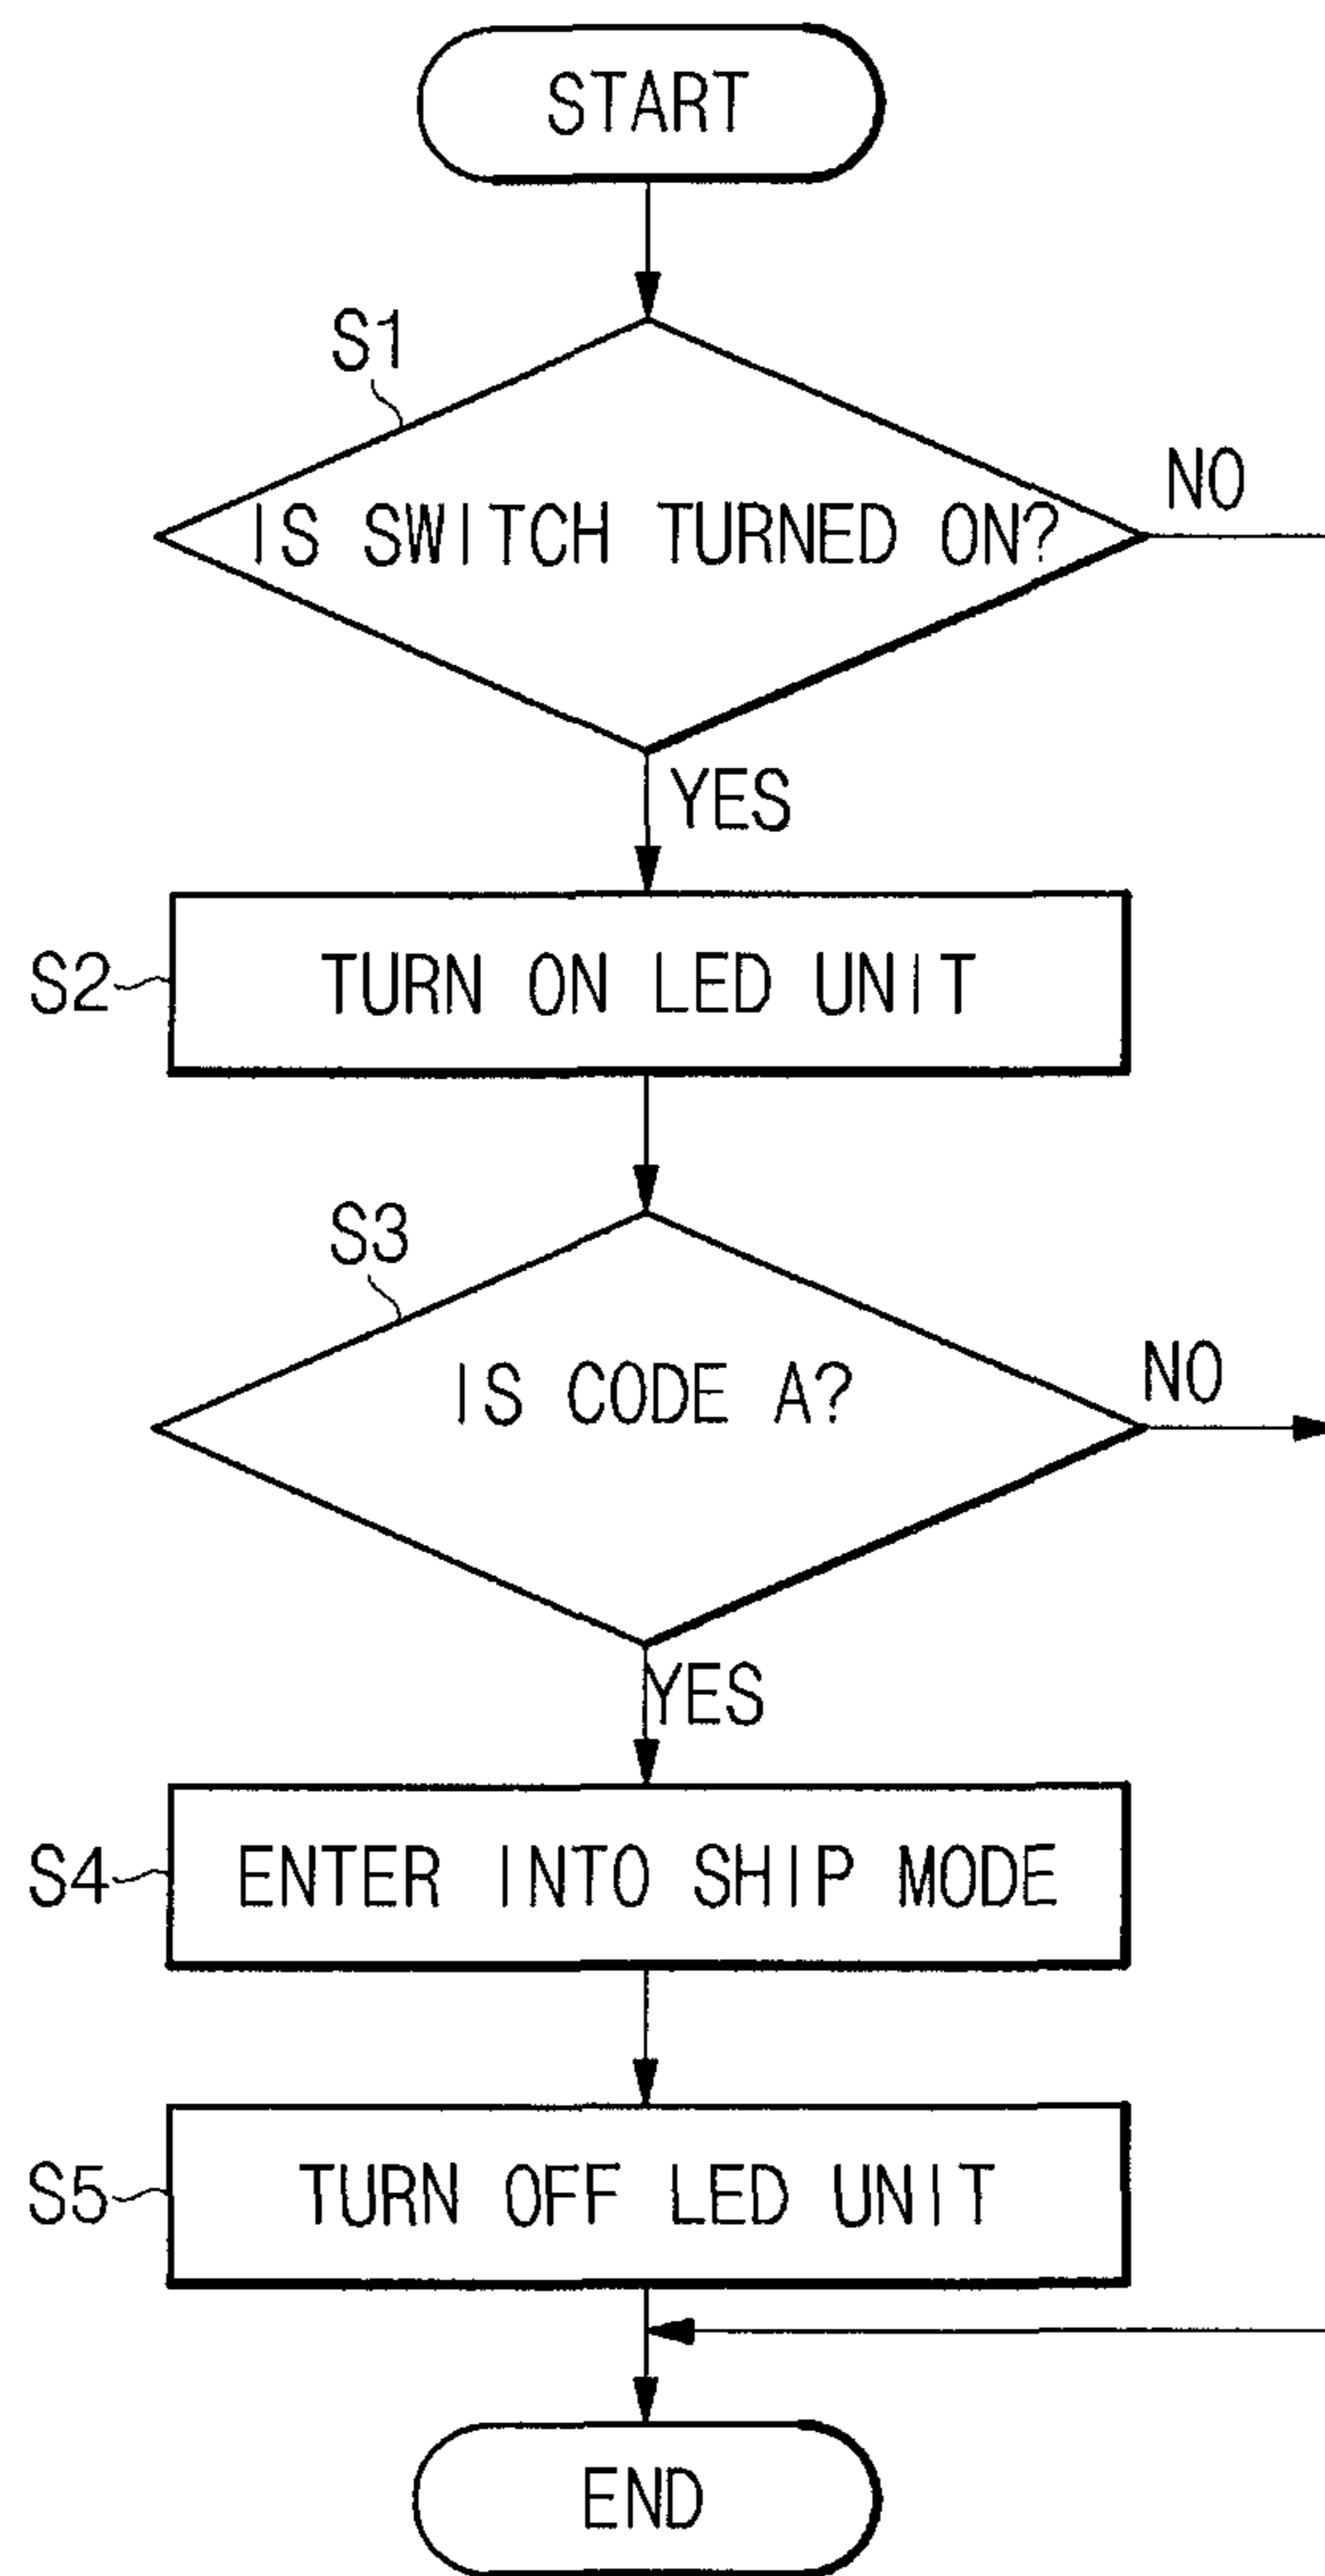 START
S1
IS SWITCH TURNED ON?
NO
YES
S2
TURN ON LED UNIT
S3
IS CODE A?
NO
YES
S4
ENTER INTO SHIP MODE
S5
TURN OFF LED UNIT
END